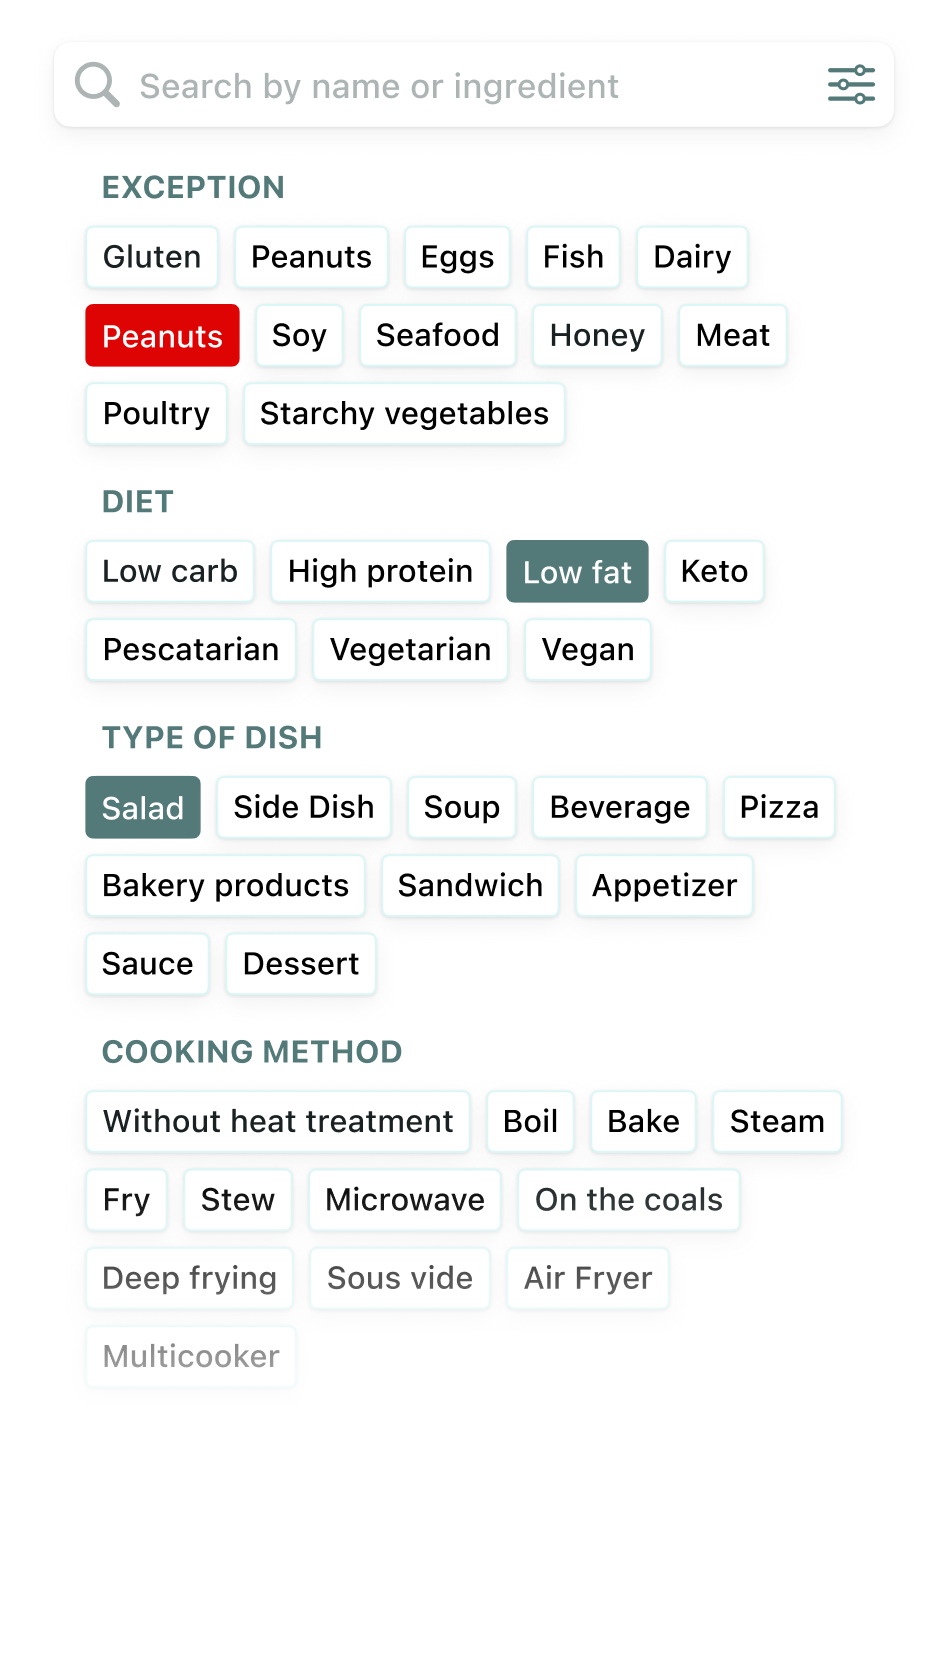 Search by name or ingredient
EXCEPTION
Gluten Peanuts Eggs Fish Dairy
Peanuts Soy Seafood Honey Meat
Poultry Starchy vegetables
DIET
Low carb High protein Low fat Keto
Pescatarian Vegetarian Vegan
TYPE OF DISH
Salad Side Dish Soup Beverage Pizza
Bakery products Sandwich Appetizer
Sauce Dessert
COOKING METHOD
Without heat treatment Boil Bake Steam
Fry Stew Microwave On the coals
Deep frying Sous vide Air Fryer
Multicooker